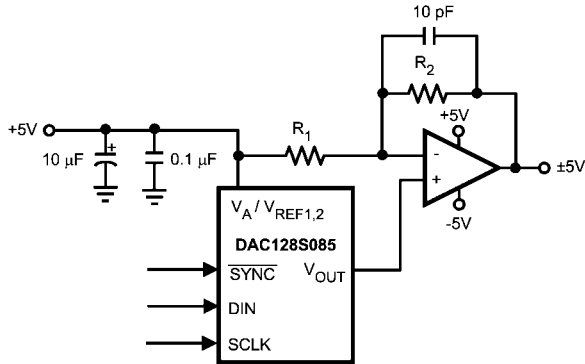 10 pF
R2
+5V
R1
+5V
10 µF
+
0.1 µF
-
+
±5V
-5V
VA / VREF1,2
DAC128S085
SYNC
VOUT
DIN
SCLK